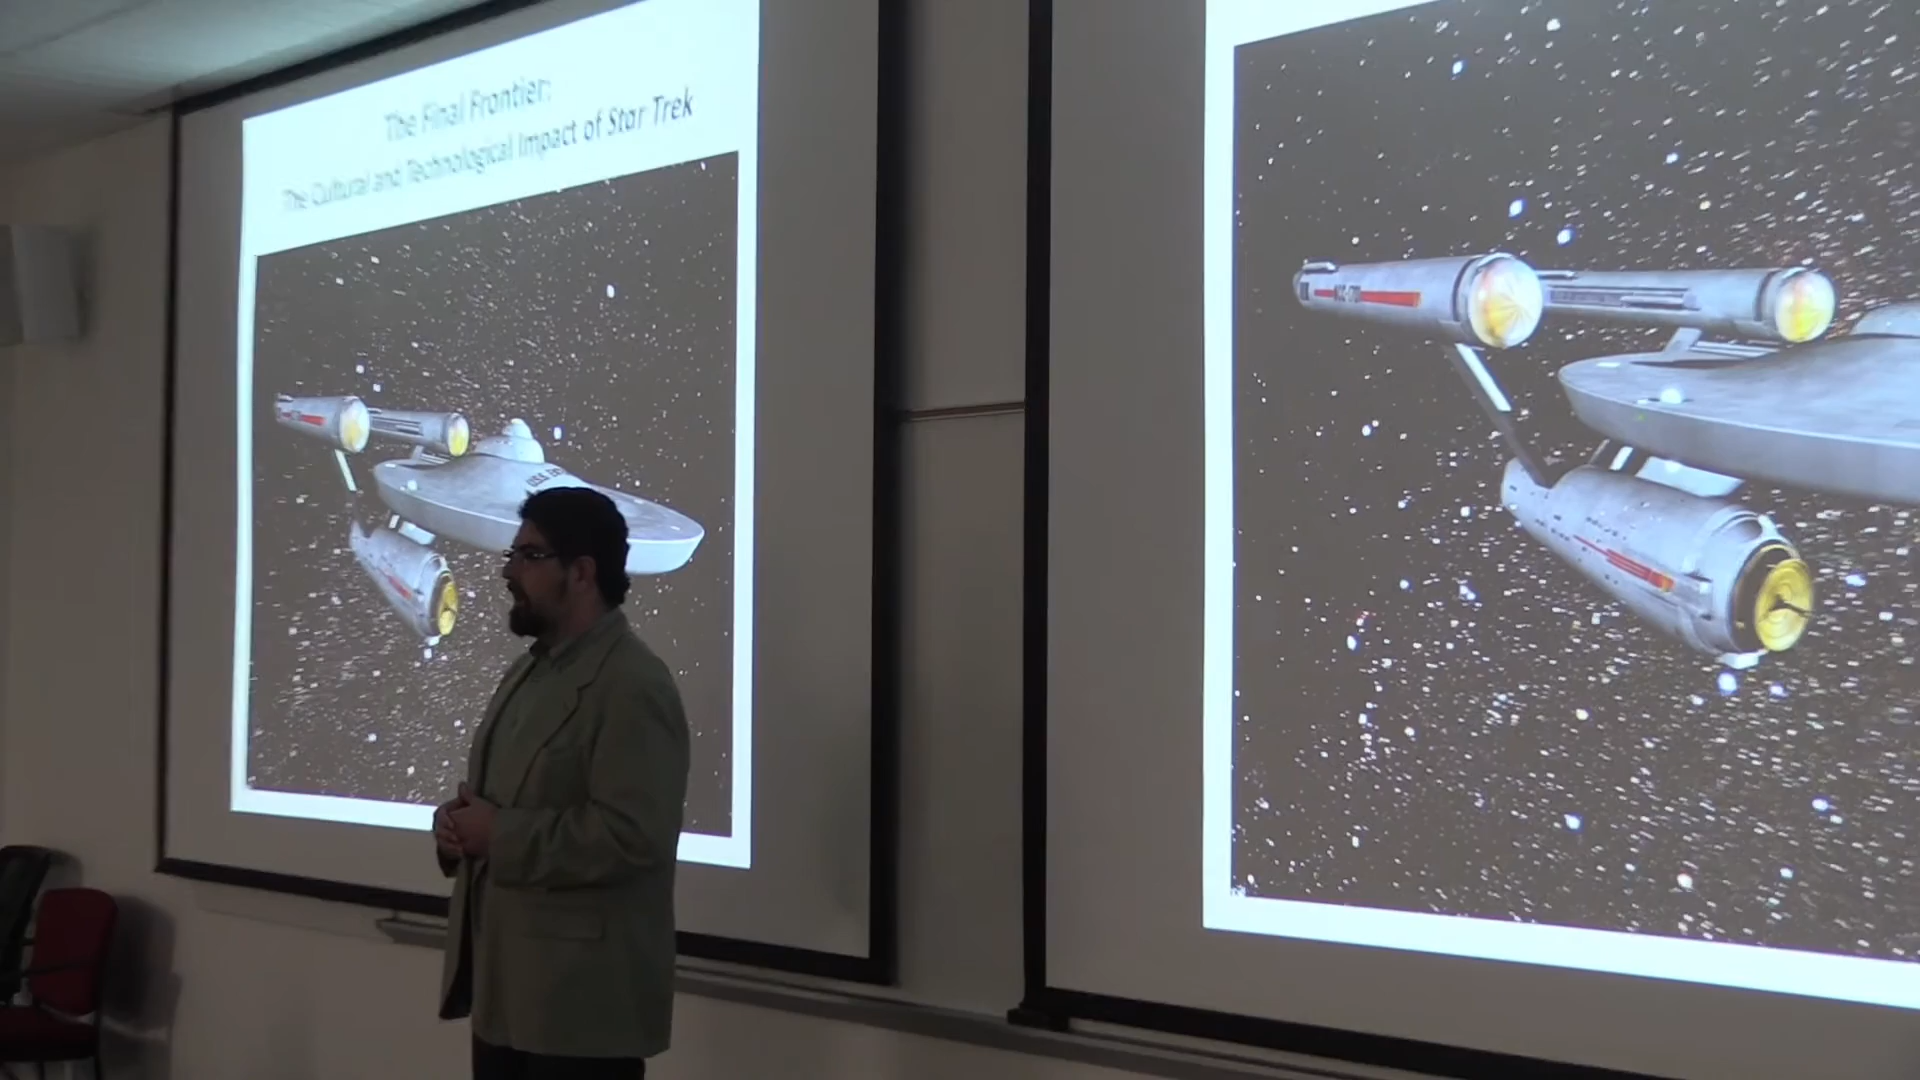 The Final Frontier:
The Cultural and Technological Impact of Star Trek
U.S.S.